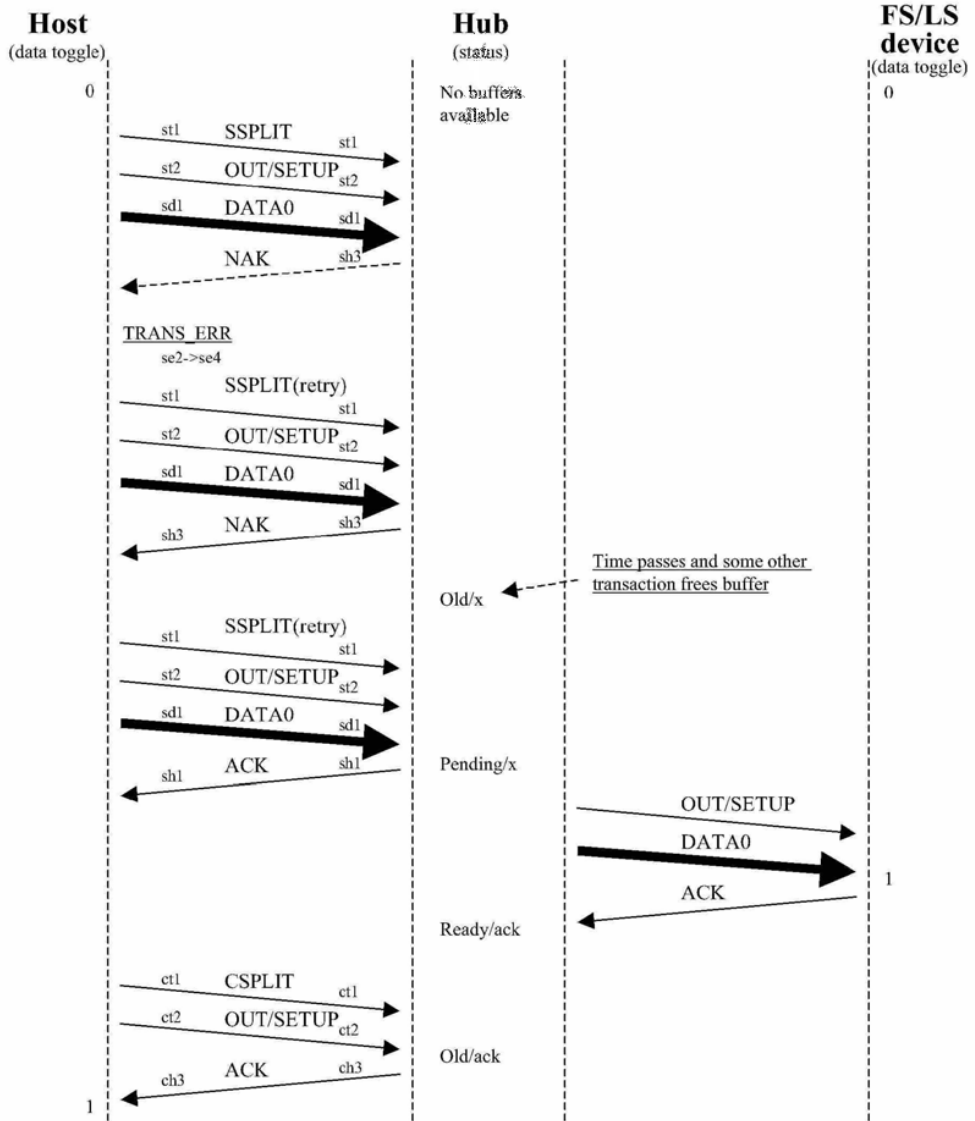 Host
(data toggle)
Hub
(status)
FS/LS
device
(data toggle)
0
No buffers
available
0
st1 SSPLIT st1
st2 OUT/SETUP st2
sd1 DATA0 sd1
NAK sh3
TRANS_ERR
se2->se4
SSPLIT(retry)
st1 st1
st2 OUT/SETUP st2
sd1 DATA0 sd1
sh3 NAK sh3
Time passes and some other
transaction frees buffer
Old/x
SSPLIT(retry)
st1 st1
st2 OUT/SETUP st2
sd1 DATA0 sd1
sh1 ACK sh1
Pending/x
OUT/SETUP
DATA0
1
ACK
Ready/ack
ct1 CSPLIT ct1
ct2 OUT/SETUP ct2
Old/ack
ch3 ACK ch3
1